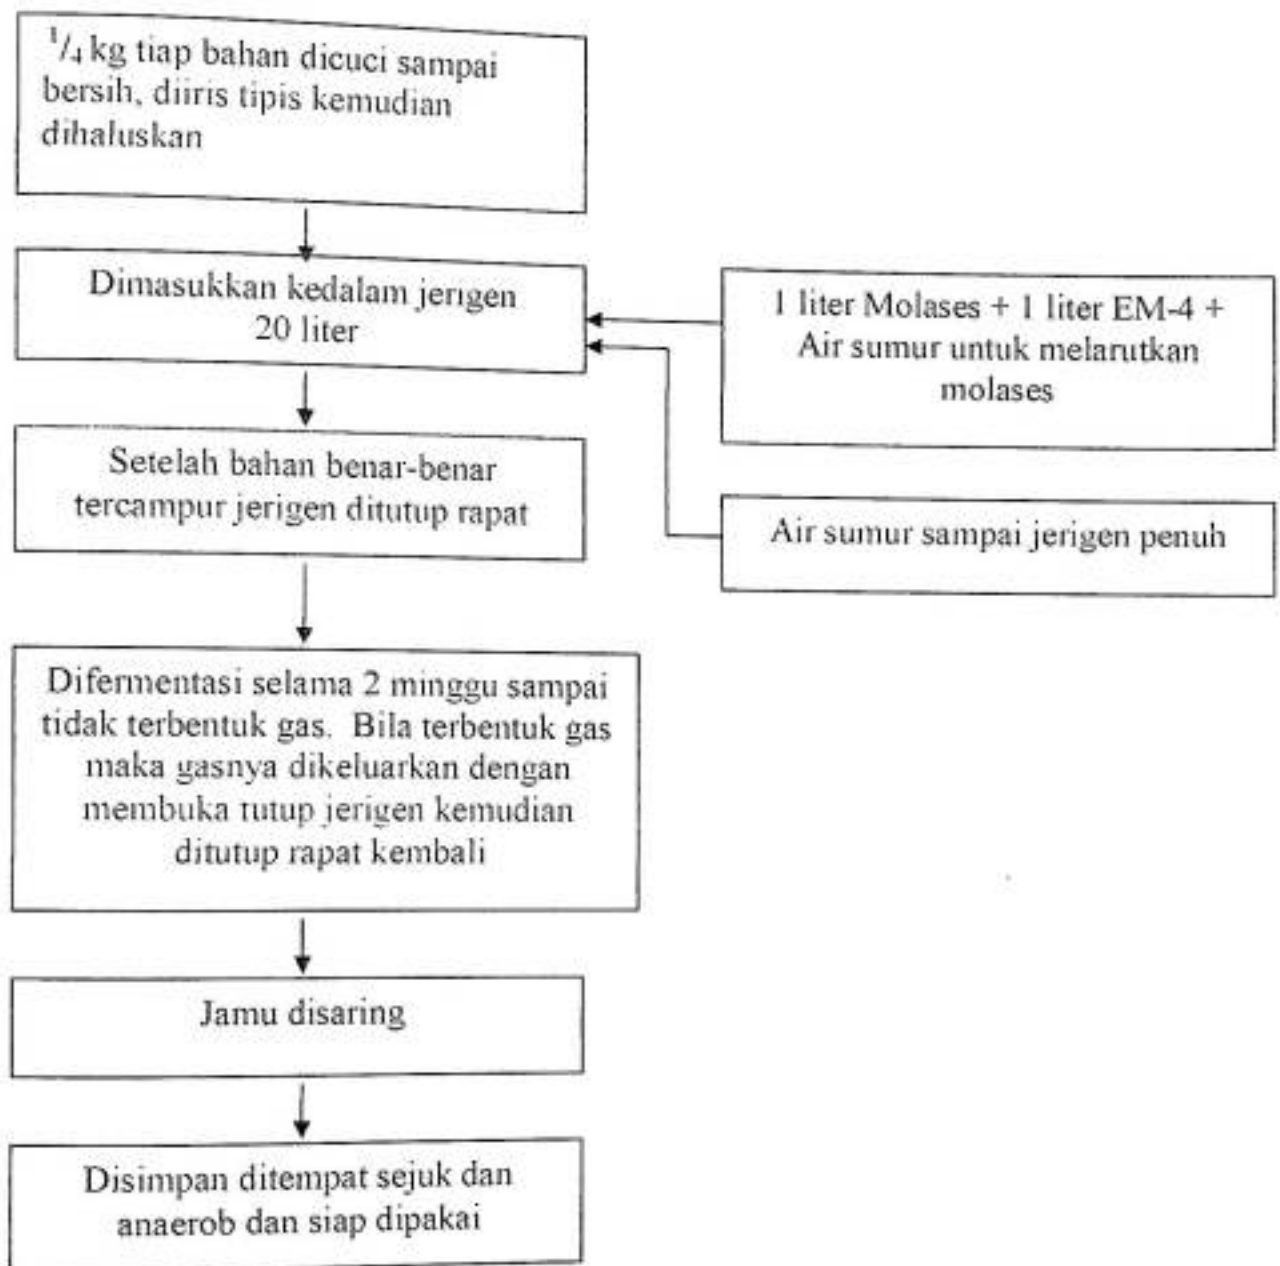 1/4 kg tiap bahan dicuci sampai
bersih, diiris tipis kemudian
dihaluskan
Dimasukkan kedalam jerigen
20 liter
1 liter Molases + 1 liter EM-4 +
Air sumur untuk melarutkan
molases
Setelah bahan benar-benar
tercampur jerigen ditutup rapat
Air sumur sampai jerigen penuh
Difermentasi selama 2 minggu sampai
tidak terbentuk gas. Bila terbentuk gas
maka gasnya dikeluarkan dengan
membuka tutup jerigen kemudian
ditutup rapat kembali
Jamu disaring
Disimpan ditempat sejuk dan
anaerob dan siap dipakai